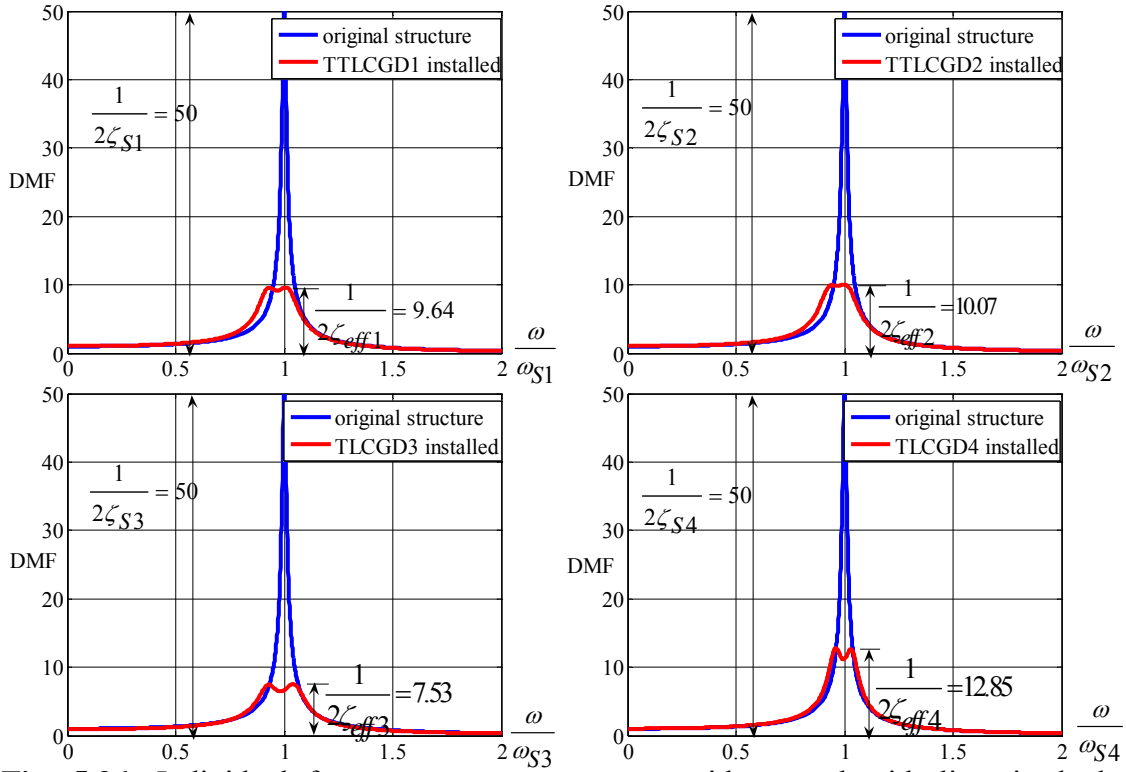 50
40
30
20
10
0
DMF
original structure
TTLCGD1 installed
1
2ζS1 = 50
1
2ζeff1 = 9.64
0 0.5 1 1.5 2
ω
ωS1
50
40
30
20
10
0
DMF
original structure
TTLCGD2 installed
1
2ζS2 = 50
1
2ζeff2 =10.07
0 0.5 1 1.5 2
ω
ωS2
50
40
30
20
10
0
DMF
original structure
TLCGD3 installed
1
2ζS3 = 50
1
2ζeff3 =7.53
0 0.5 1 1.5 2
ω
ωS3
50
40
30
20
10
0
DMF
original structure
TLCGD4 installed
1
2ζS4 = 50
1
2ζeff4 =12.85
0 0.5 1 1.5 2
ω
ωS4